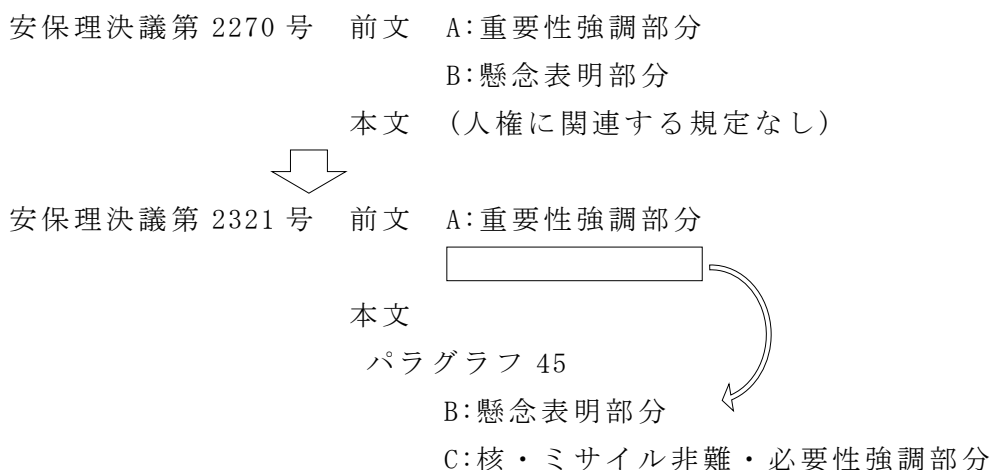 安保理決議第 2270 号 前文 A:重要性強調部分
B:懸念表明部分
本文 (人権に関連する規定なし)
安保理決議第 2321 号 前文 A:重要性強調部分
本文
パラグラフ 45
B:懸念表明部分
C:核・ミサイル非難・必要性強調部分